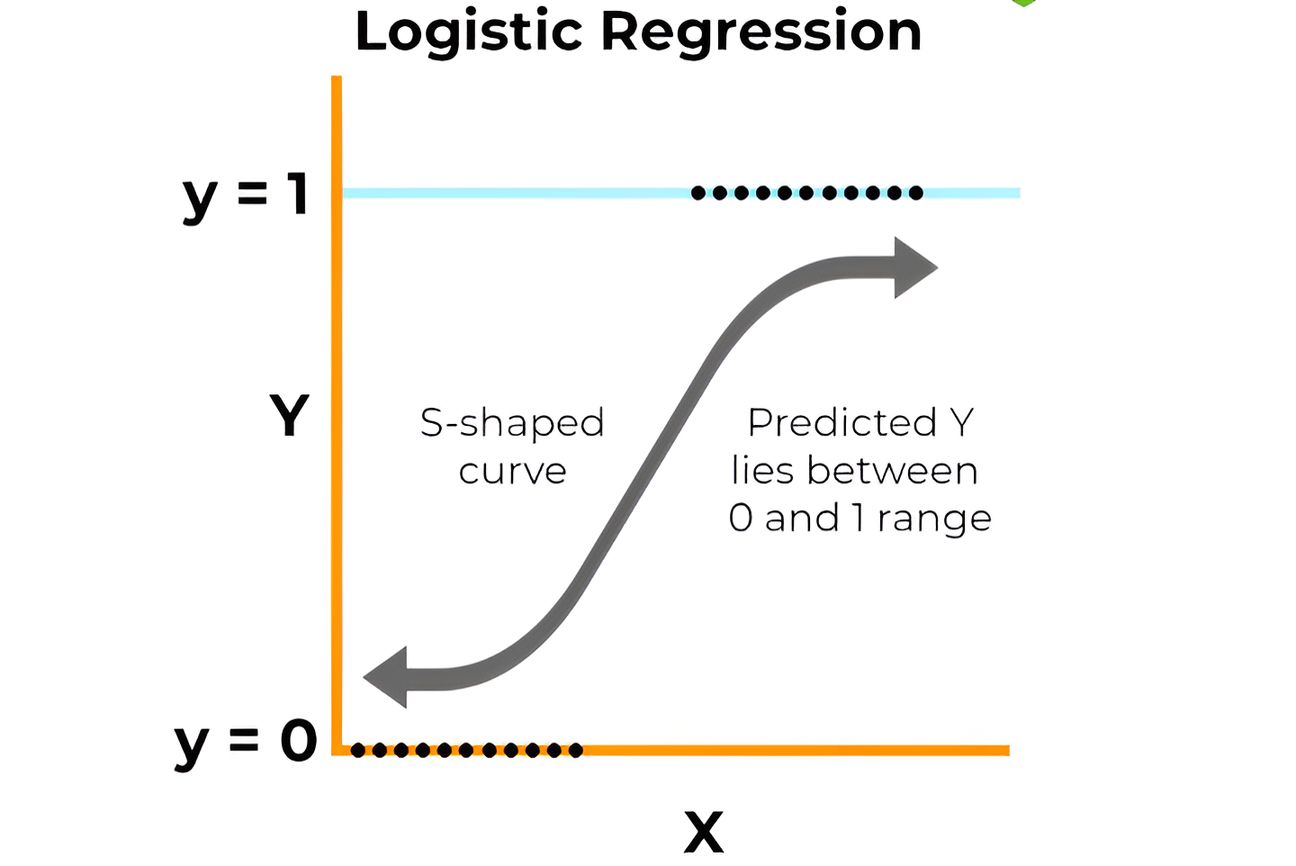 Logistic Regression
y = 1
Y
S-shaped
curve
Predicted Y
lies between
0 and 1 range
y = 0
X